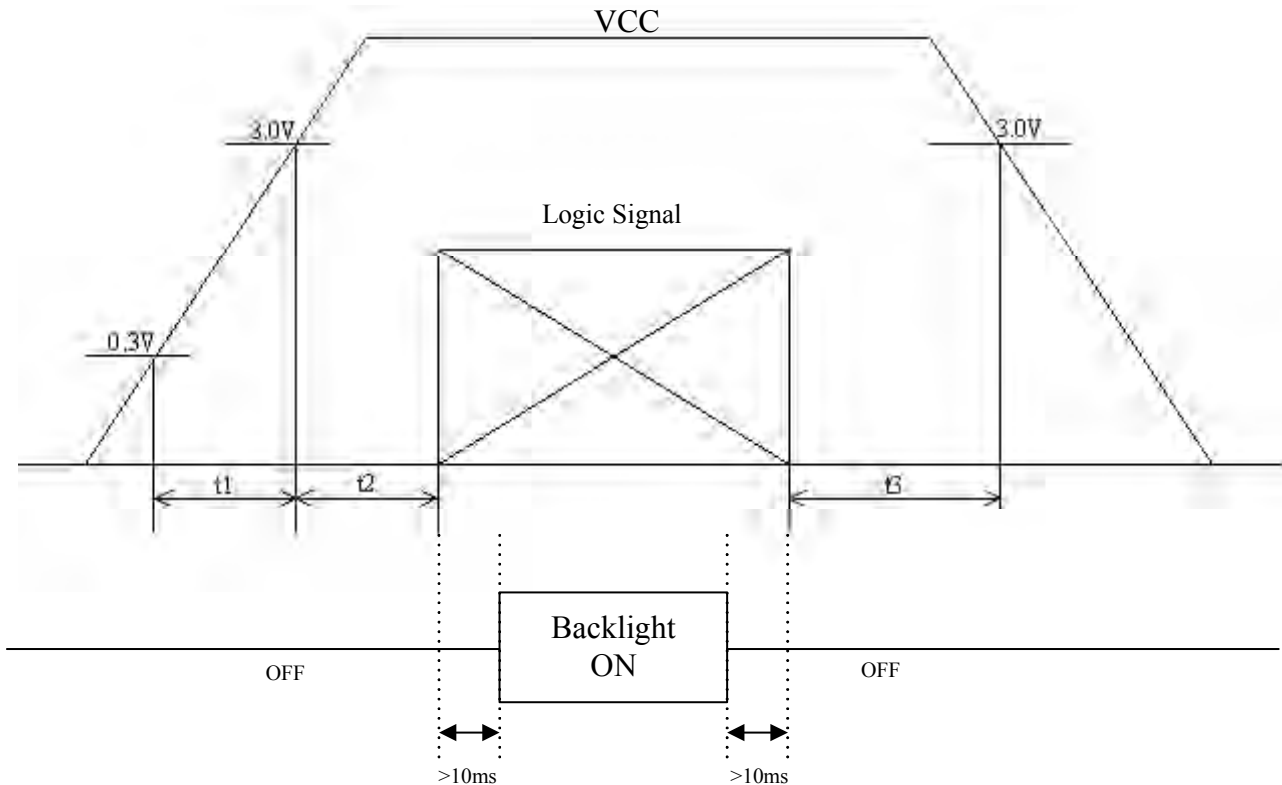 VCC
3.0V
3.0V
Logic Signal
0.3V
t1
t2
t3
Backlight
ON
OFF
OFF
>10ms
>10ms